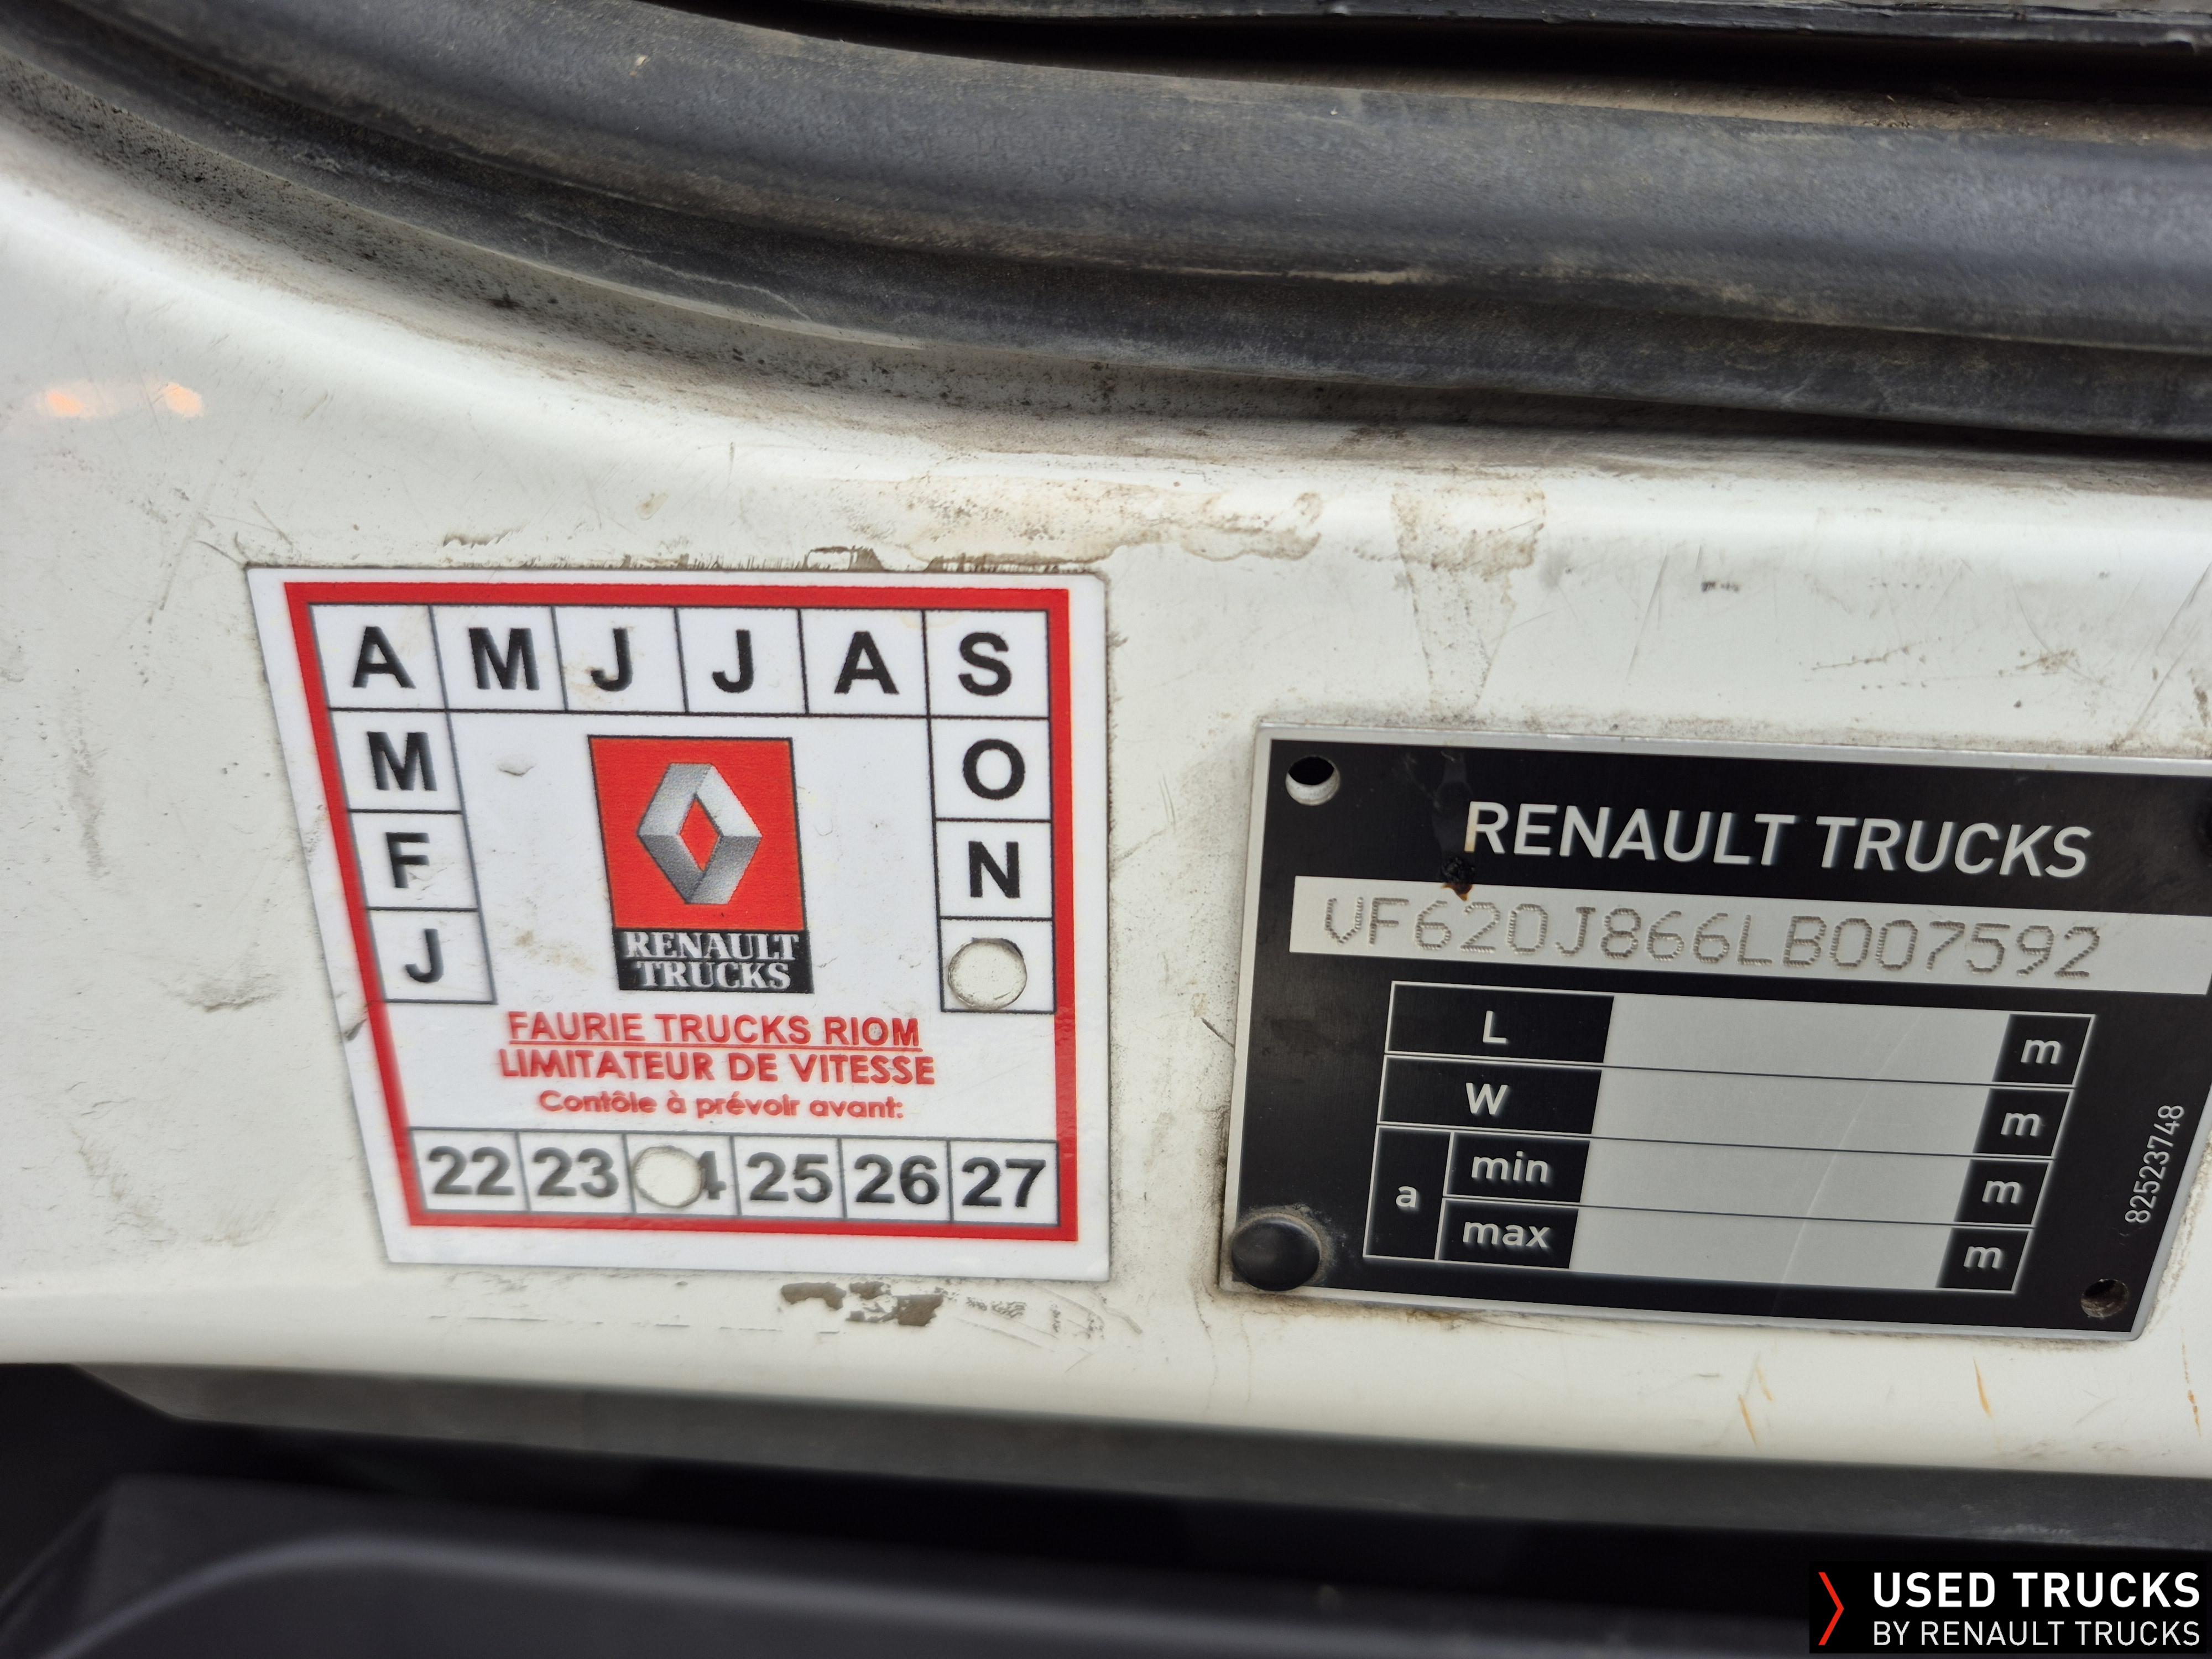 A M J J A S
M O
F N
J
RENAULT
TRUCKS
FAURIE TRUCKS RIOM
LIMITATEUR DE VITESSE
Contôle à prévoir avant:
22 23 4 25 26 27
RENAULT TRUCKS
VF620J866LB007592
L m
W m
a min m
max m
82523748
USED TRUCKS
BY RENAULT TRUCKS